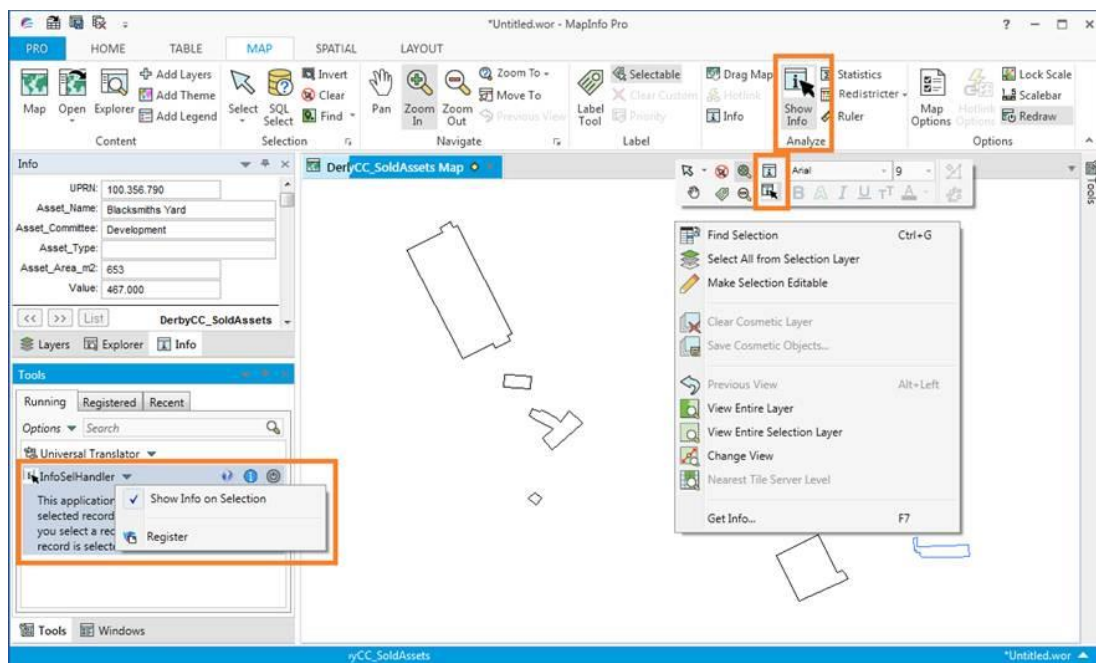 *Untitled.wor - MapInfo Pro
PRO HOME TABLE MAP SPATIAL LAYOUT
Map
Open
Explorer
Add Layers
Add Theme
Add Legend
Content
Select
SQL Select
Invert
Clear
Find
Selection
Pan
Zoom In
Zoom Out
Zoom To
Move To
Previous View
Navigate
Label Tool
Selectable
Clear Custom
Priority
Label
Drag Map
Hotlink
Info
Show Info
Statistics
Redistricter
Ruler
Analyze
Map Options
Hotlink Options
Lock Scale
Scalebar
Redraw
Options
Info
UPRN: 100.356.790
Asset_Name: Blacksmiths Yard
Asset_Committee: Development
Asset_Type:
Asset_Area_m2: 653
Value: 467.000
<< >> List DerbyCC_SoldAssets
Layers Explorer Info
Tools
Running Registered Recent
Options Search
Universal Translator
InfoSelHandler
This application
selected record
you select a rec
record is selecte
Show Info on Selection
Register
Tools Windows
DerbyCC_SoldAssets Map
Arial 9
B A I U TT A
Find Selection Ctrl+G
Select All from Selection Layer
Make Selection Editable
Clear Cosmetic Layer
Save Cosmetic Objects...
Previous View Alt+Left
View Entire Layer
View Entire Selection Layer
Change View
Nearest Tile Server Level
Get Info... F7
Tools
yCC_SoldAssets
*Untitled.wor